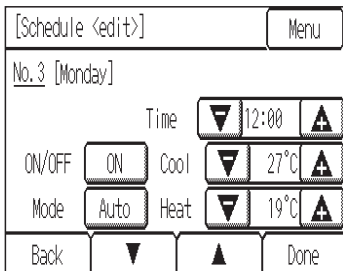 [Schedule <edit>] Menu
No.3 [Monday]
Time 12:00
ON/OFF ON Cool 27°C
Mode Auto Heat 19°C
Back Done